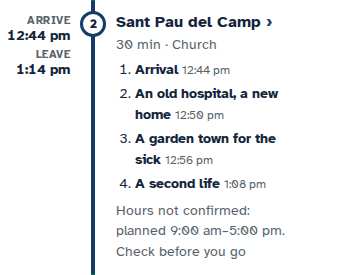 ARRIVE
12:44 pm
LEAVE
1:14 pm
2
Sant Pau del Camp ›
30 min · Church
1. Arrival 12:44 pm
2. An old hospital, a new
home 12:50 pm
3. A garden town for the
sick 12:56 pm
4. A second life 1:08 pm
Hours not confirmed:
planned 9:00 am–5:00 pm.
Check before you go